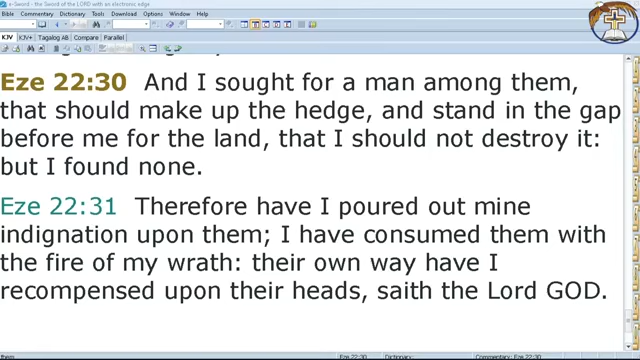 e-Sword - the Sword of the LORD with an electronic edge
File Edit Bible Commentary Dictionary Tools Download Options Window Help
KJV KJV+ Tagalog AB Compare Parallel
Eze 22:30 And I sought for a man among them,
that should make up the hedge, and stand in the gap
before me for the land, that I should not destroy it:
but I found none.
Eze 22:31 Therefore have I poured out mine
indignation upon them; I have consumed them with
the fire of my wrath: their own way have I
recompensed upon their heads, saith the Lord GOD.
them Eze 22:30 Dictionary: Commentary: Eze 22:30